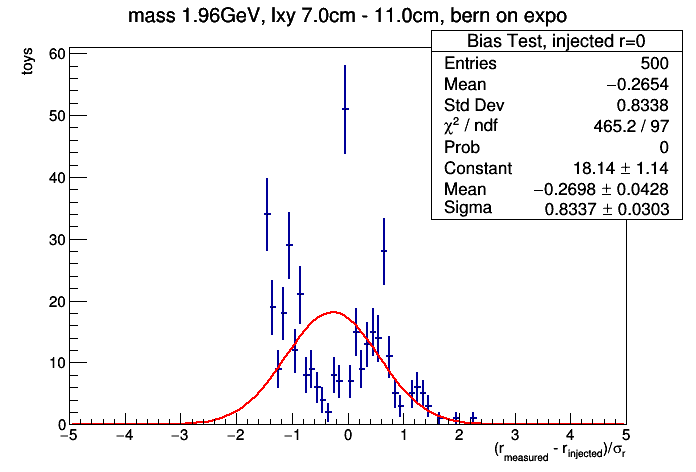 mass 1.96GeV, lxy 7.0cm - 11.0cm, bern on expo
Bias Test, injected r=0
Entries 500
Mean −0.2654
Std Dev 0.8338
χ² / ndf 465.2 / 97
Prob 0
Constant 18.14 ± 1.14
Mean −0.2698 ± 0.0428
Sigma 0.8337 ± 0.0303
toys
60
50
40
30
20
10
0
−5 −4 −3 −2 −1 0 1 2 3 4 5
(r_measured - r_injected)/σ_r